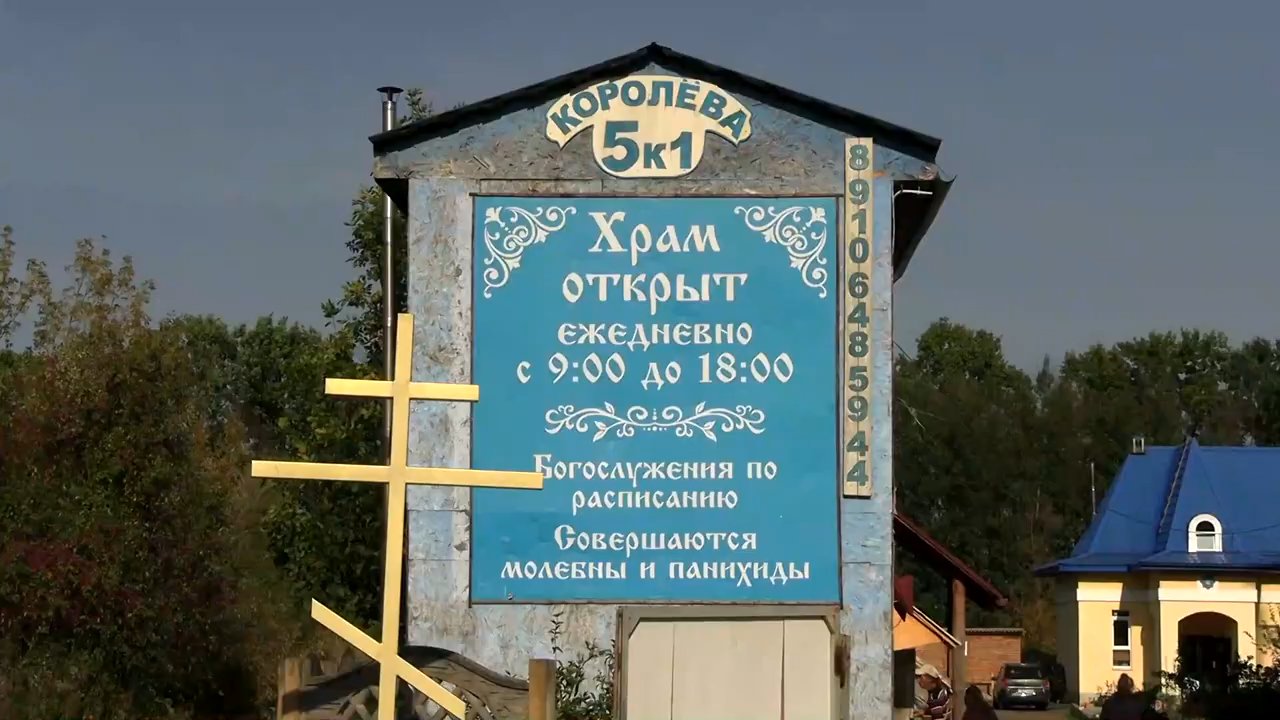 КОРОЛЁВА
5к1
Храм
открыт
ежедневно
с 9:00 до 18:00
Богослужения по
расписанию
Совершаются
молебны и панихиды
89106485944